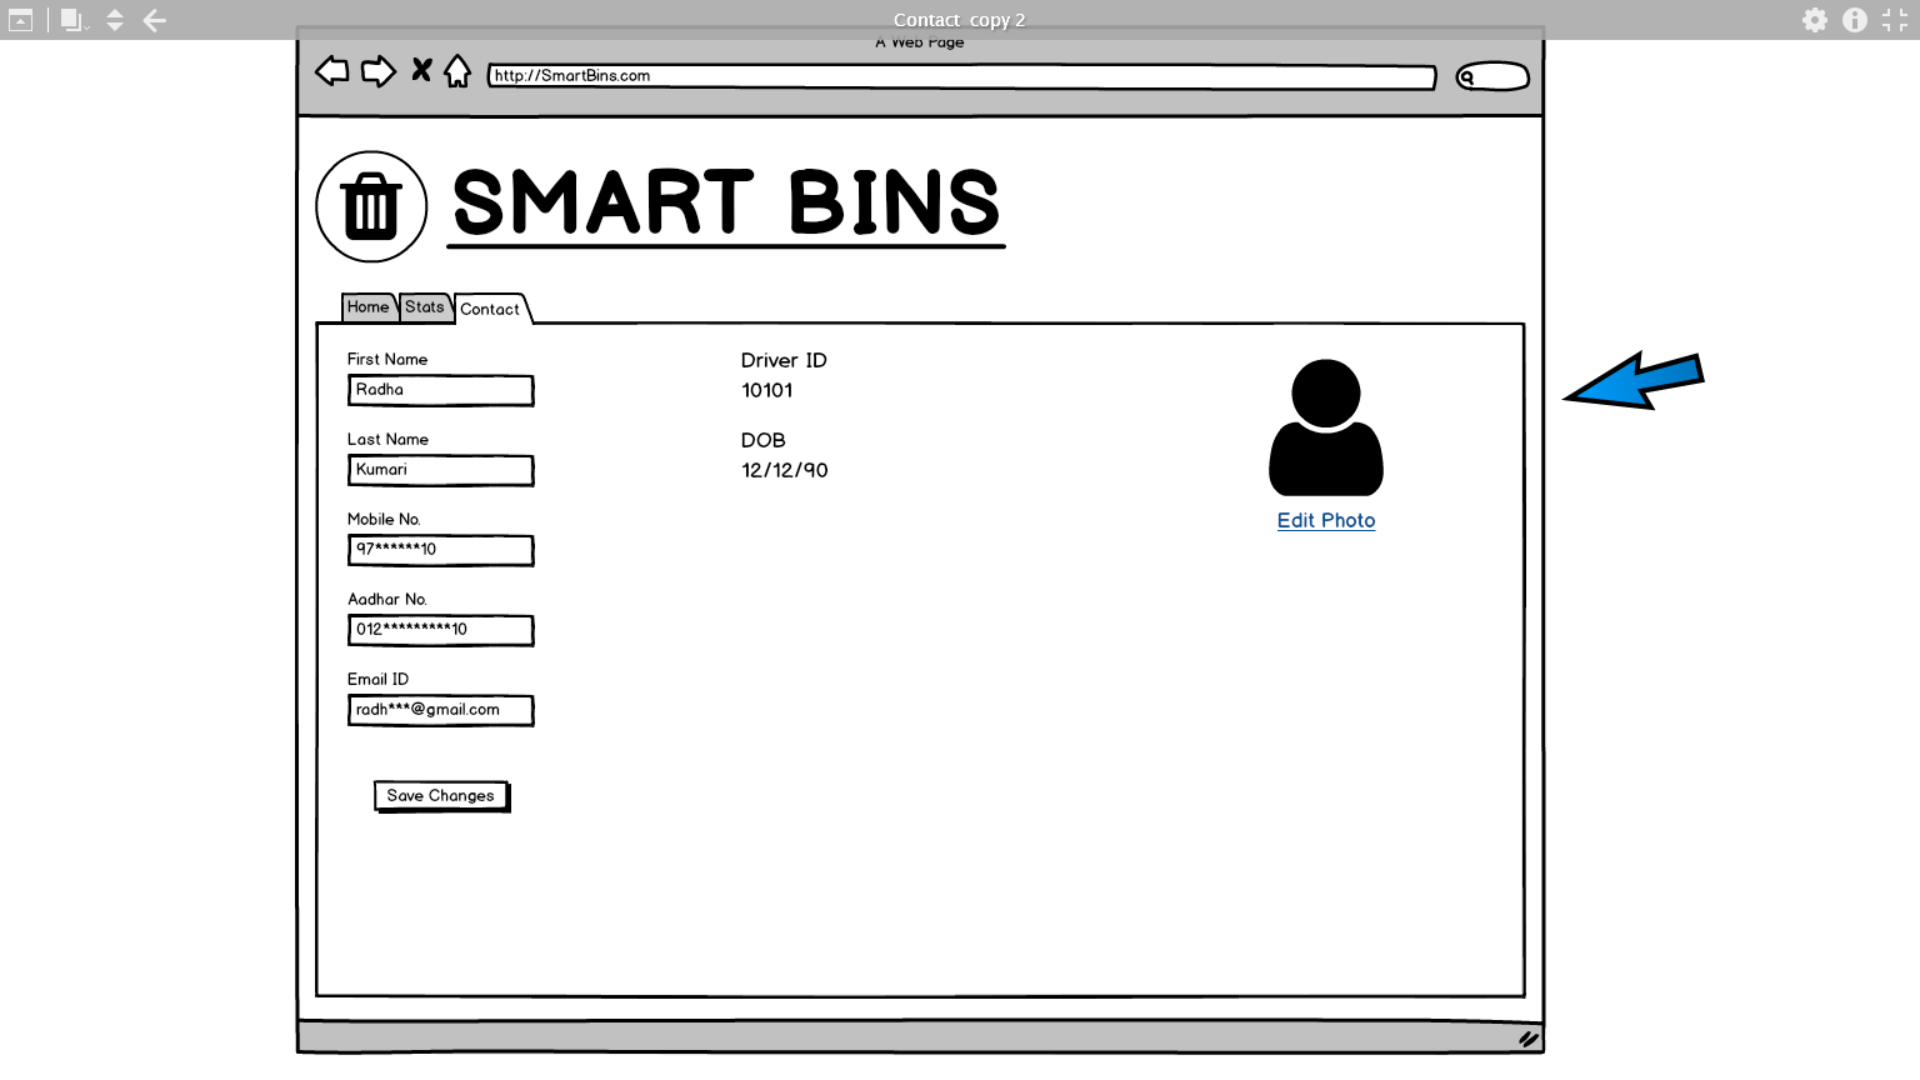 Contact copy 2
A Web Page
http://SmartBins.com
SMART BINS
Home Stats Contact
First Name
Radha
Last Name
Kumari
Mobile No.
97******10
Aadhar No.
012*********10
Email ID
radh***@gmail.com
Save Changes
Driver ID
10101
DOB
12/12/90
Edit Photo